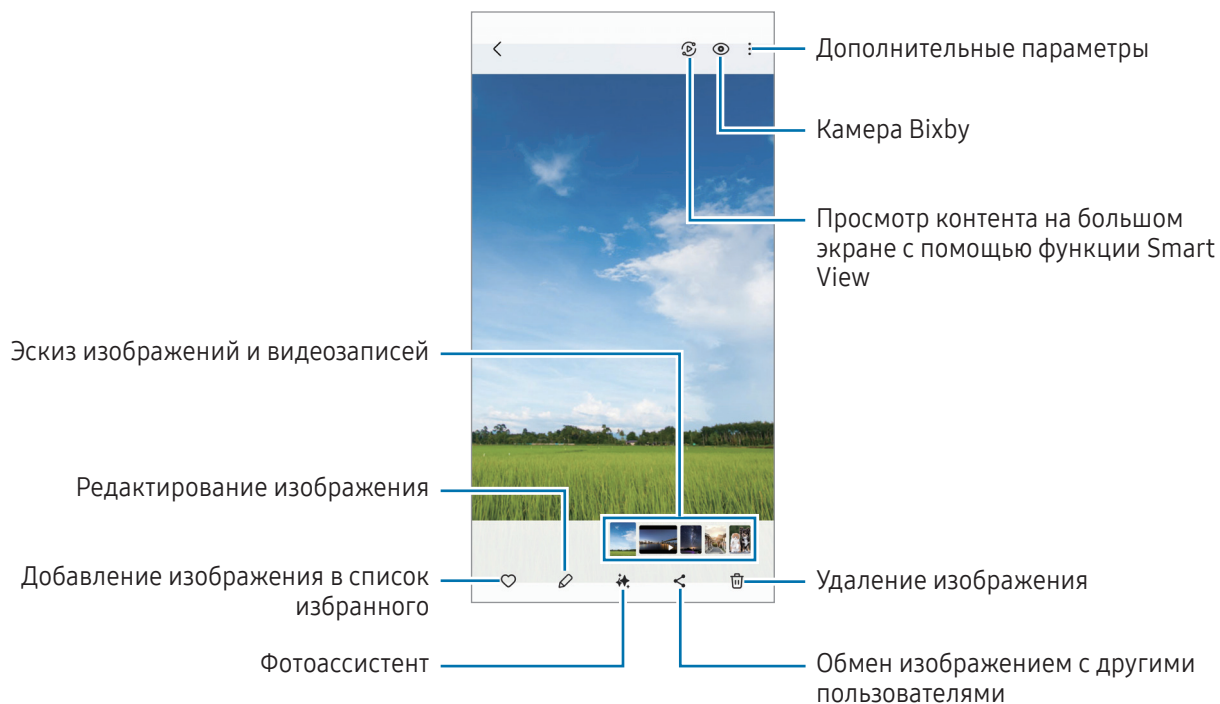 Дополнительные параметры
Камера Bixby
Просмотр контента на большом
экране с помощью функции Smart
View
Эскиз изображений и видеозаписей
Редактирование изображения
Добавление изображения в список
избранного
Удаление изображения
Фотоассистент
Обмен изображением с другими
пользователями